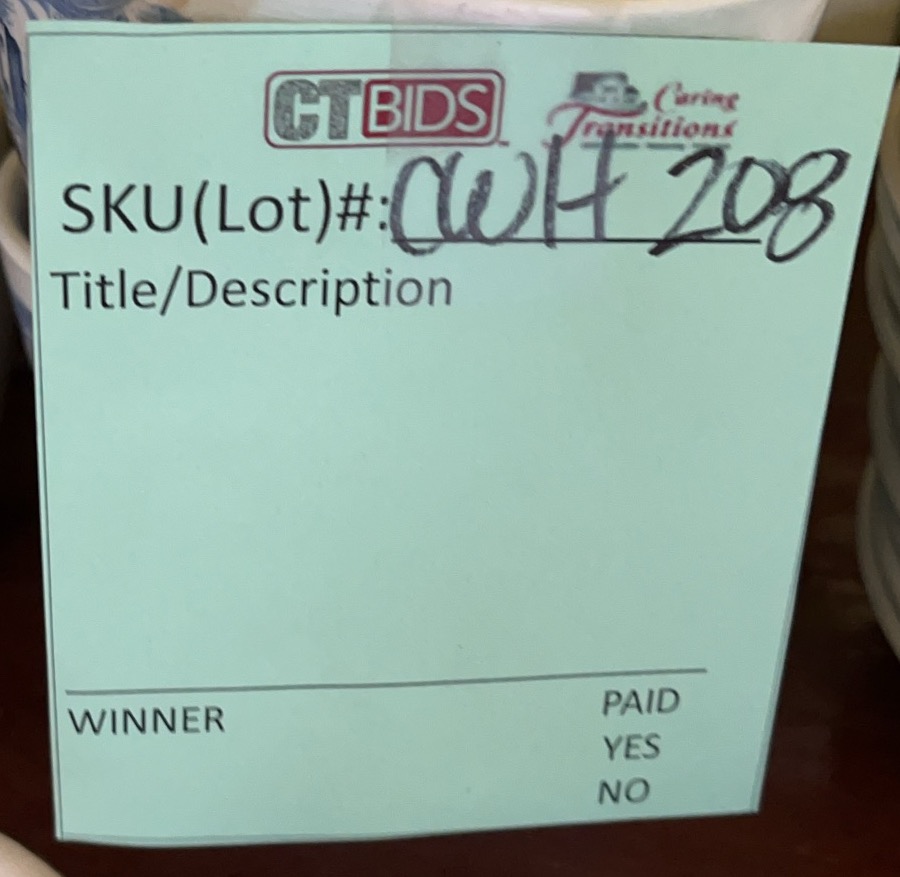 CTBIDS
Caring
Transitions
SKU(Lot)#: CWH 208
Title/Description
WINNER
PAID
YES
NO